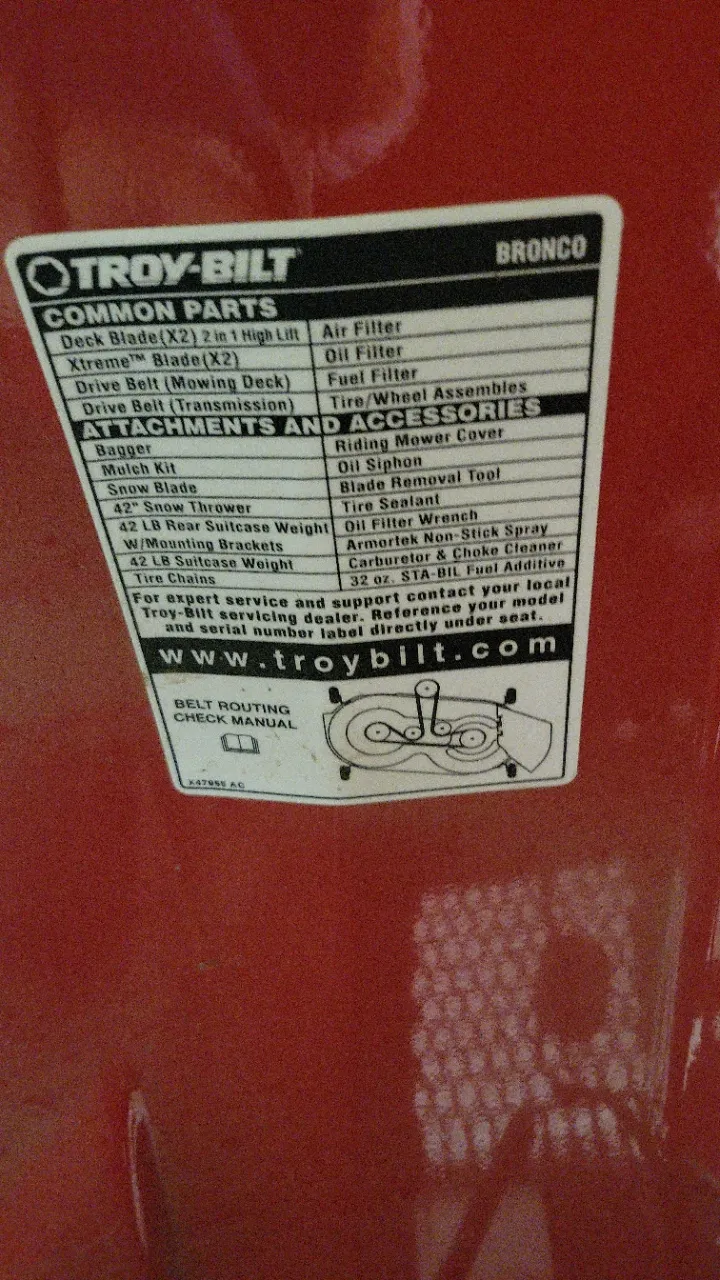 TROY-BILT BRONCO
COMMON PARTS
Deck Blade(X2) 2 in 1 High Lift Air Filter
Xtreme™ Blade(X2) Oil Filter
Drive Belt (Mowing Deck) Fuel Filter
Drive Belt (Transmission) Tire/Wheel Assembles
ATTACHMENTS AND ACCESSORIES
Bagger Riding Mower Cover
Mulch Kit Oil Siphon
Snow Blade Blade Removal Tool
42" Snow Thrower Tire Sealant
42 LB Rear Suitcase Weight Oil Filter Wrench
W/Mounting Brackets Armortek Non-Stick Spray
42 LB Suitcase Weight Carburetor & Choke Cleaner
Tire Chains 32 oz. STA-BIL Fuel Additive
For expert service and support contact your local
Troy-Bilt servicing dealer. Reference your model
and serial number label directly under seat.
www.troybilt.com
BELT ROUTING
CHECK MANUAL